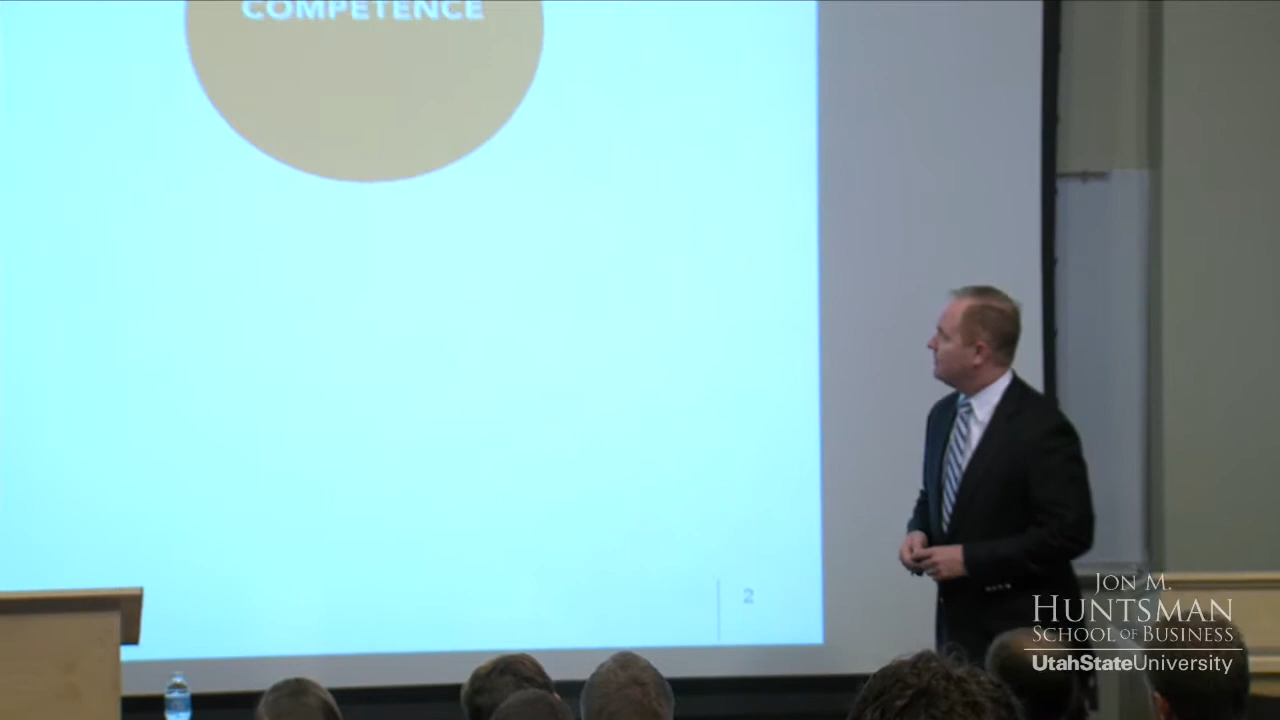 COMPETENCE
2
JON M.
HUNTSMAN
SCHOOL OF BUSINESS
UtahStateUniversity